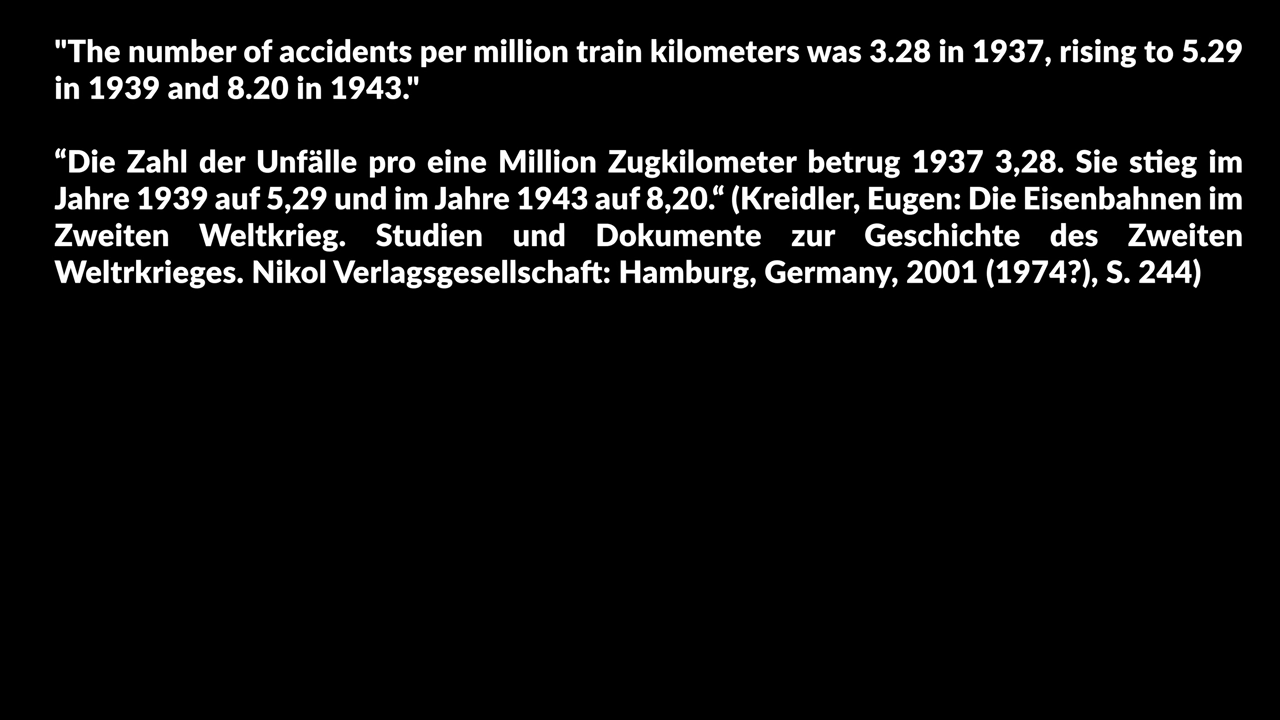 "The number of accidents per million train kilometers was 3.28 in 1937, rising to 5.29
in 1939 and 8.20 in 1943."
“Die Zahl der Unfälle pro eine Million Zugkilometer betrug 1937 3,28. Sie stieg im
Jahre 1939 auf 5,29 und im Jahre 1943 auf 8,20.“ (Kreidler, Eugen: Die Eisenbahnen im
Zweiten Weltkrieg. Studien und Dokumente zur Geschichte des Zweiten
Weltrkrieges. Nikol Verlagsgesellschaft: Hamburg, Germany, 2001 (1974?), S. 244)